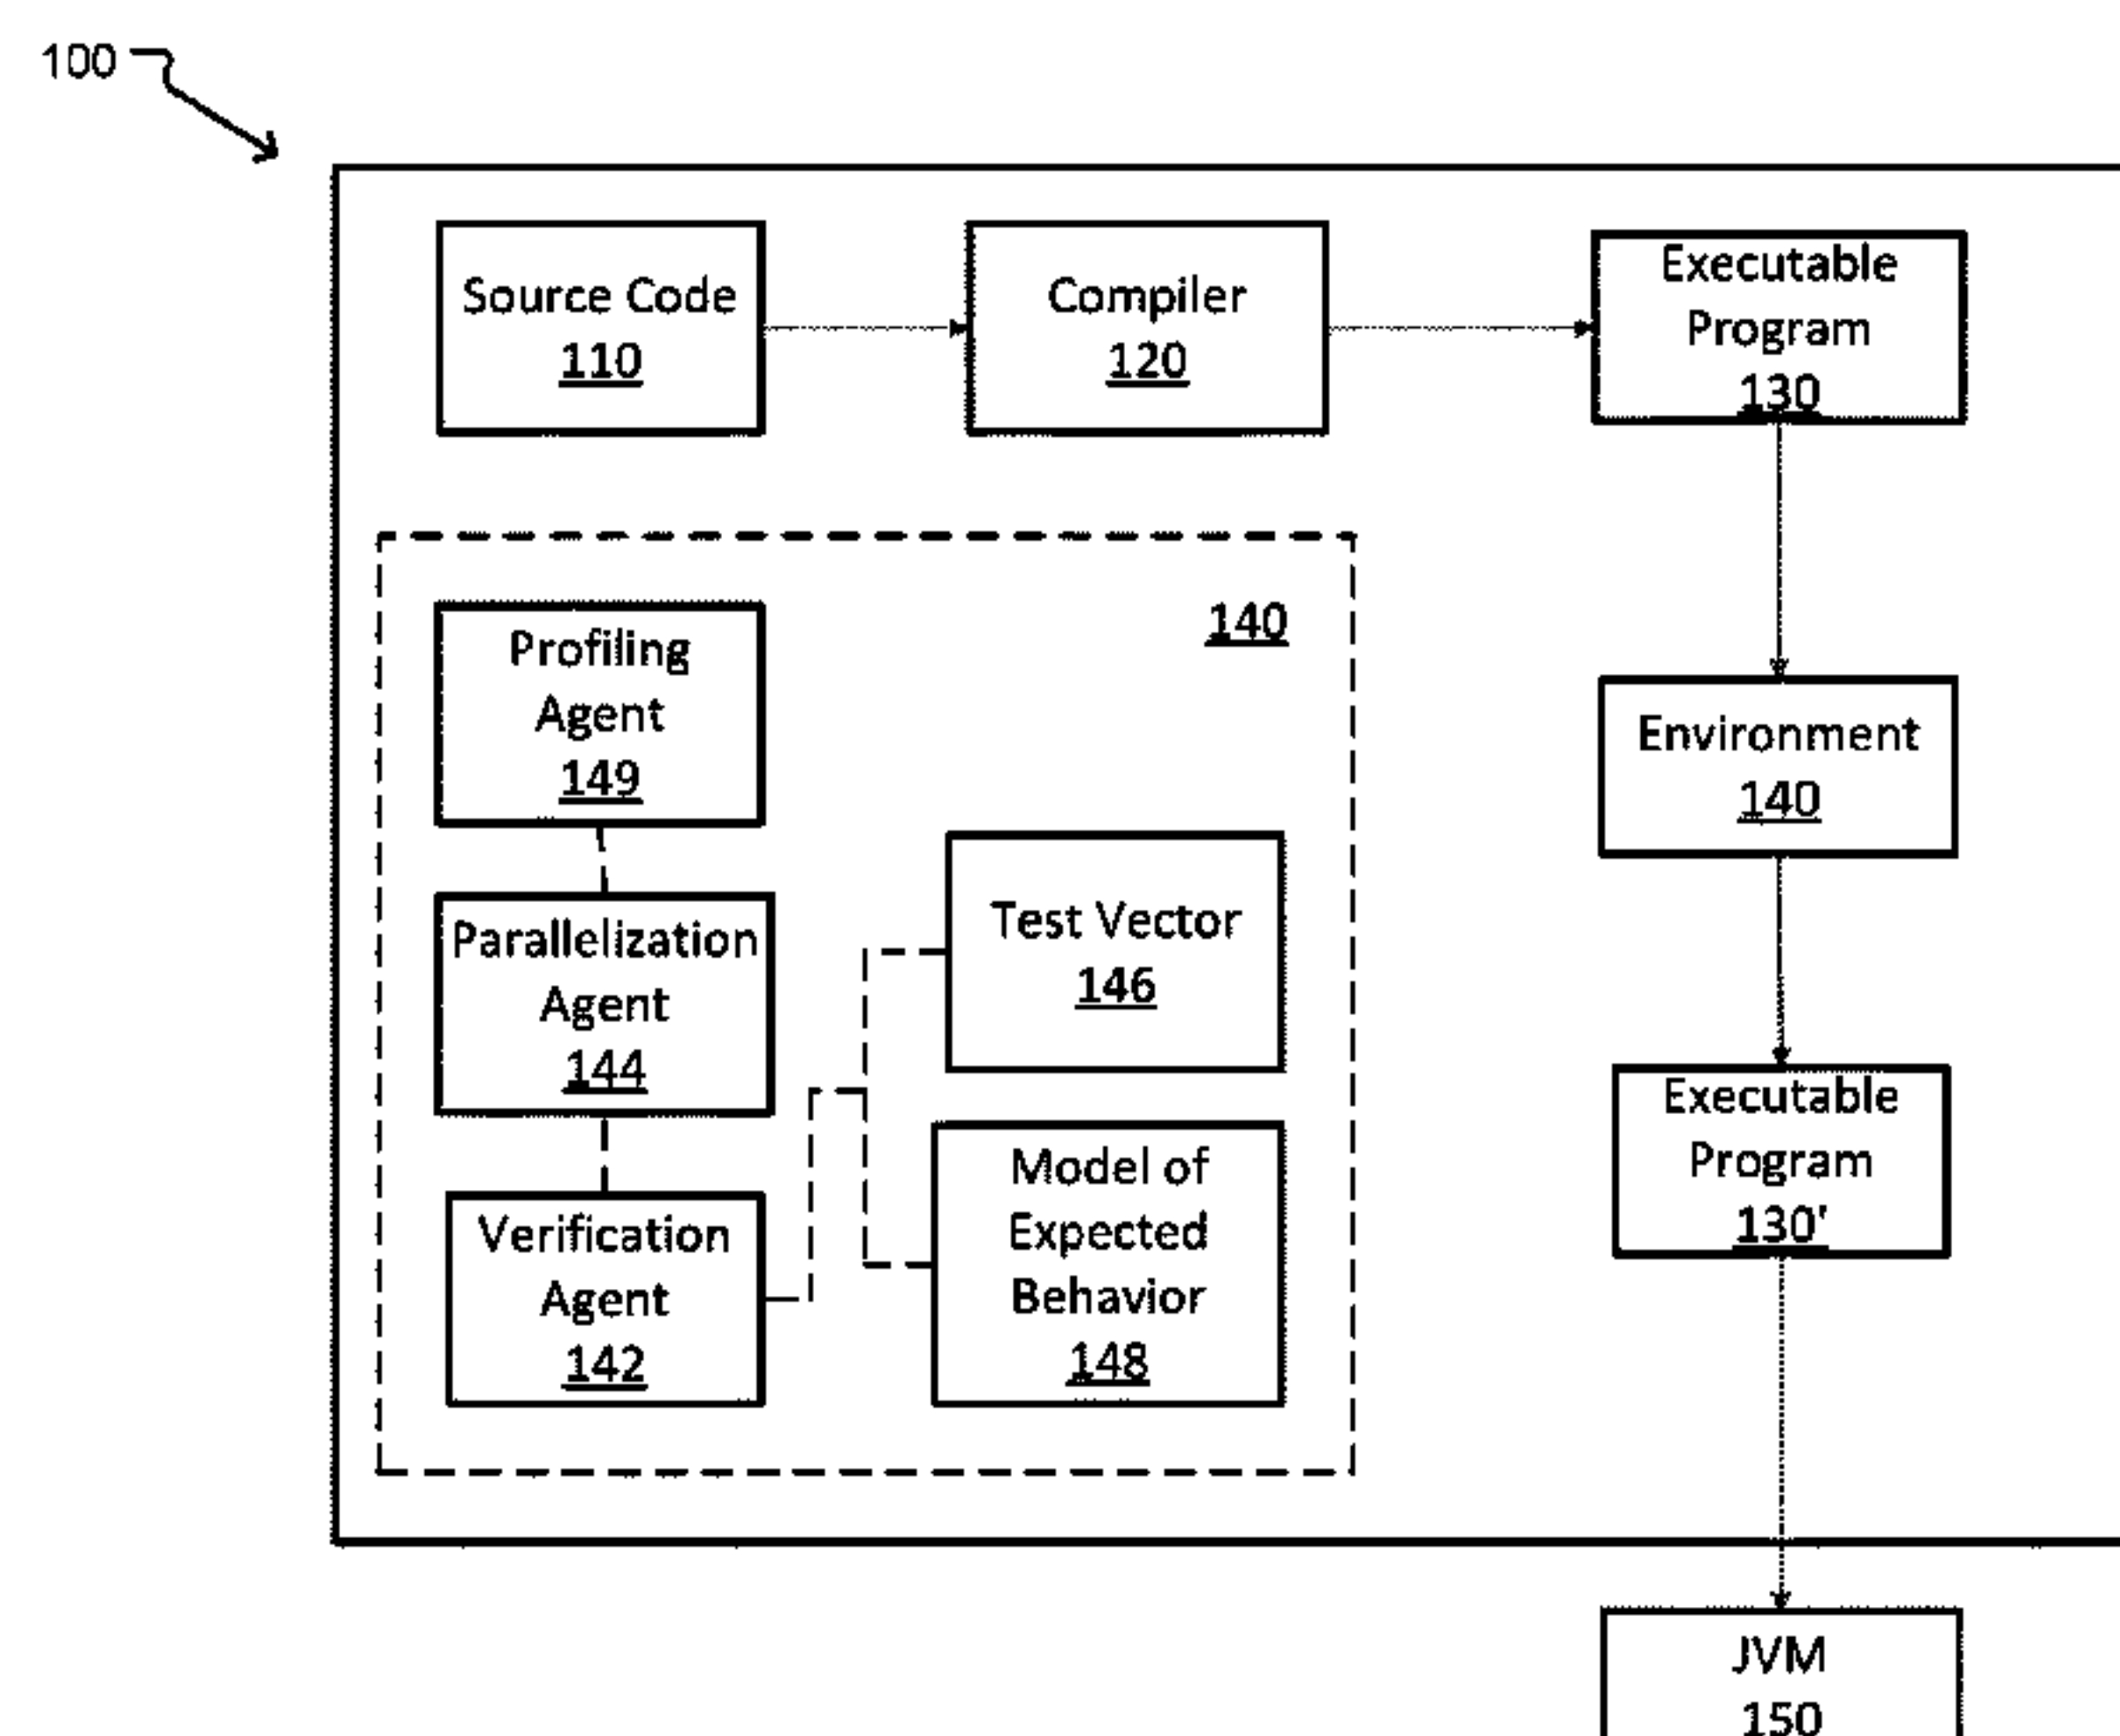 100
Source Code
110
Compiler
120
Executable
Program
130
140
Profiling
Agent
149
Parallelization
Agent
144
Verification
Agent
142
Test Vector
146
Model of
Expected
Behavior
148
Environment
140
Executable
Program
130'
JVM
150